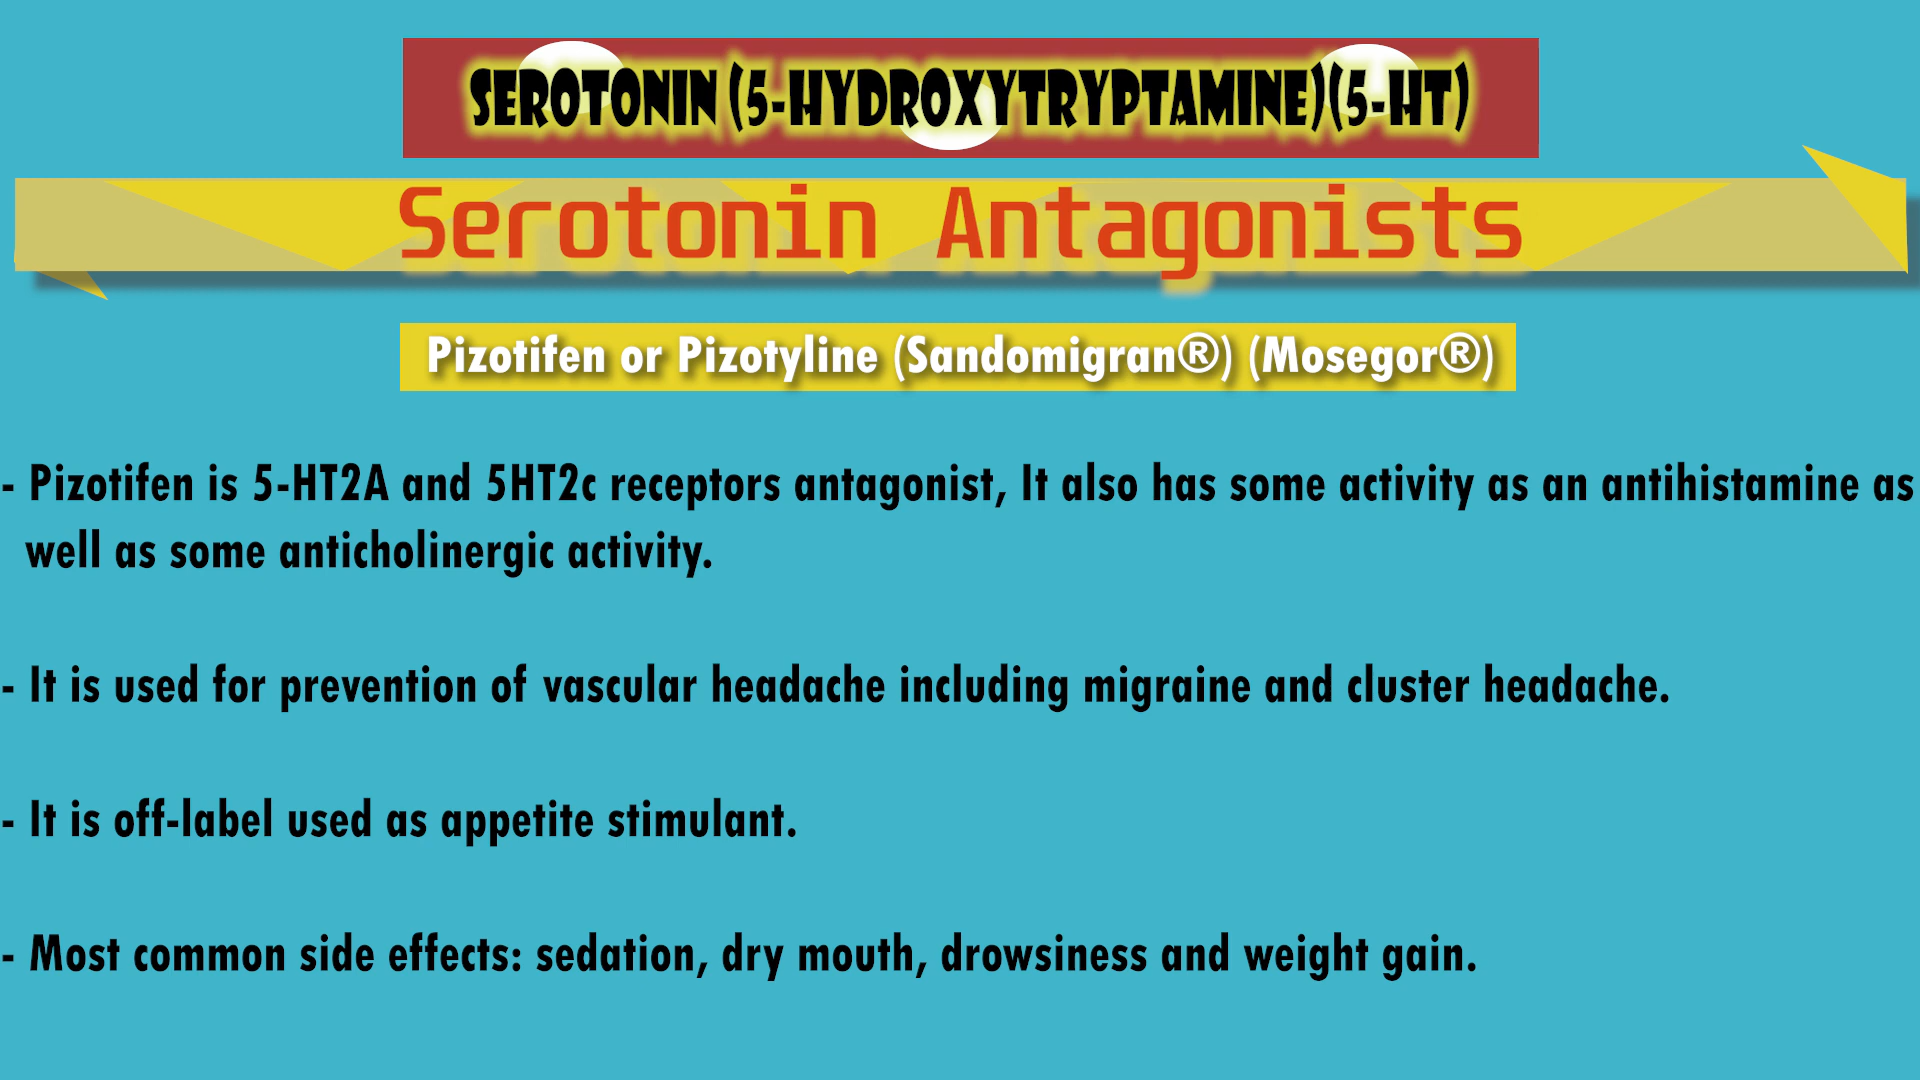 SEROTONIN (5-HYDROXYTRYPTAMINE)(5-HT)
Serotonin Antagonists
Pizotifen or Pizotyline (Sandomigran®) (Mosegor®)
- Pizotifen is 5-HT2A and 5HT2c receptors antagonist, It also has some activity as an antihistamine as
well as some anticholinergic activity.
- It is used for prevention of vascular headache including migraine and cluster headache.
- It is off-label used as appetite stimulant.
- Most common side effects: sedation, dry mouth, drowsiness and weight gain.